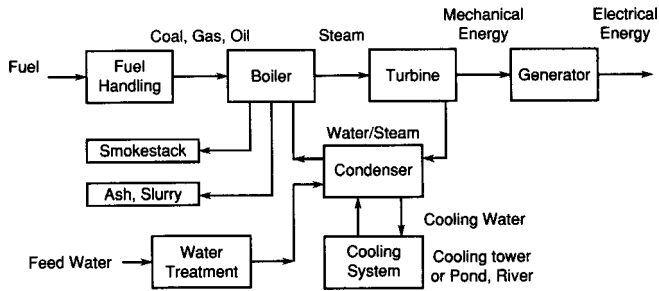 Mechanical Energy
Electrical Energy
Coal, Gas, Oil
Steam
Fuel
Fuel Handling
Boiler
Turbine
Generator
Water/Steam
Smokestack
Condenser
Ash, Slurry
Cooling Water
Feed Water
Water Treatment
Cooling System
Cooling tower
or Pond, River